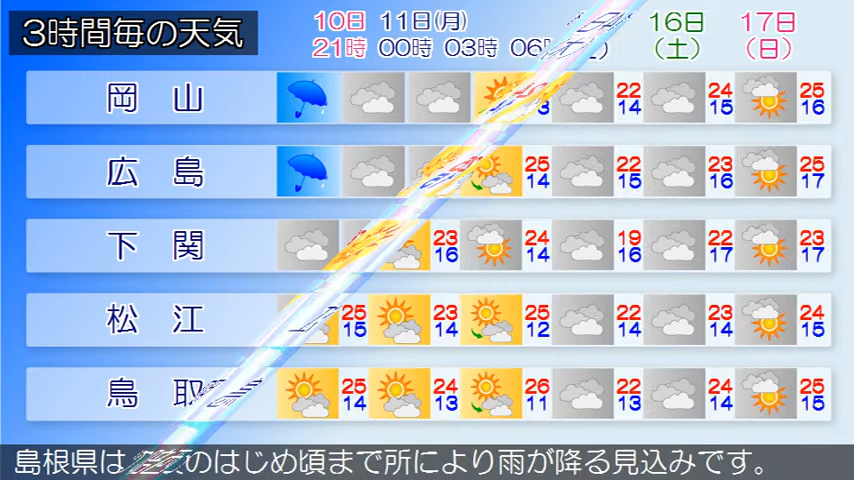 3時間毎の天気
10日 11日(月) 16日 17日
21時 00時 03時 (土) (日)
岡山 22 14 24 15 25 16
広島 25 14 22 15 23 16 25 17
下関 23 16 24 14 19 16 22 17 23 17
松江 25 15 23 14 25 12 22 14 23 14 24 15
鳥取 25 14 24 13 26 11 22 13 24 14 25 15
島根県は のはじめ頃まで所により雨が降る見込みです。